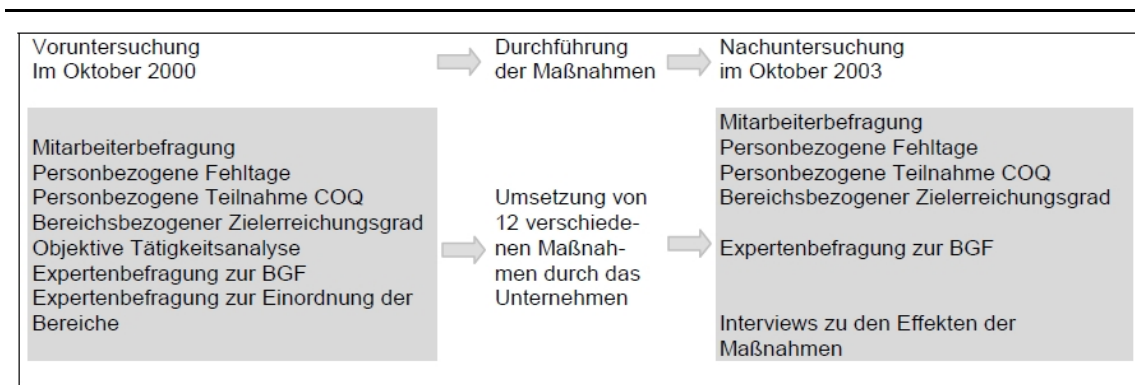 Voruntersuchung
Im Oktober 2000
Durchführung
der Maßnahmen
Nachuntersuchung
im Oktober 2003
Mitarbeiterbefragung
Personbezogene Fehltage
Personbezogene Teilnahme COQ
Bereichsbezogener Zielerreichungsgrad
Objektive Tätigkeitsanalyse
Expertenbefragung zur BGF
Expertenbefragung zur Einordnung der
Bereiche
Umsetzung von
12 verschiede-
nen Maßnah-
men durch das
Unternehmen
Mitarbeiterbefragung
Personbezogene Fehltage
Personbezogene Teilnahme COQ
Bereichsbezogener Zielerreichungsgrad
Expertenbefragung zur BGF
Interviews zu den Effekten der
Maßnahmen